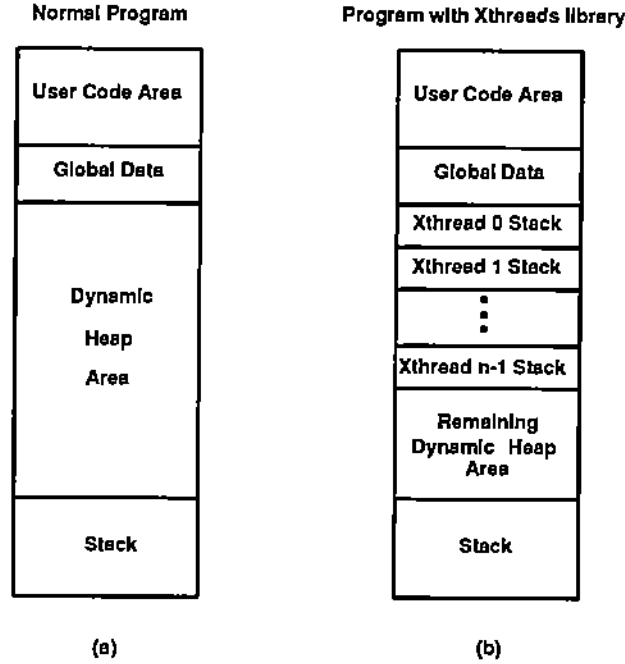 Normal Program
User Code Area
Global Data
Dynamic
Heap
Area
Stack
(a)
Program with Xthreads library
User Code Area
Global Data
Xthread 0 Stack
Xthread 1 Stack
Xthread n-1 Stack
Remaining
Dynamic Heap
Area
Stack
(b)